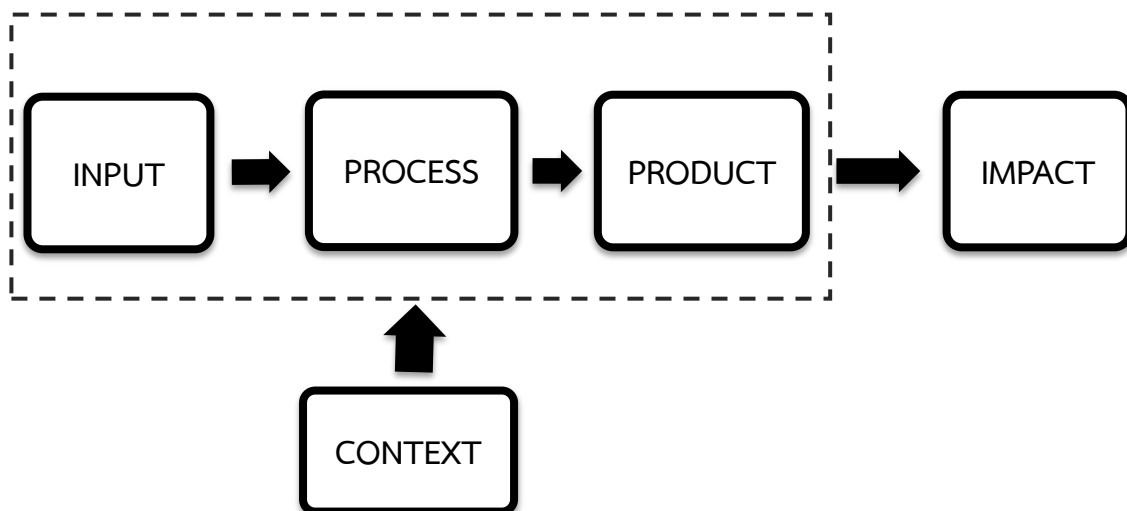 INPUT
PROCESS
PRODUCT
IMPACT
CONTEXT